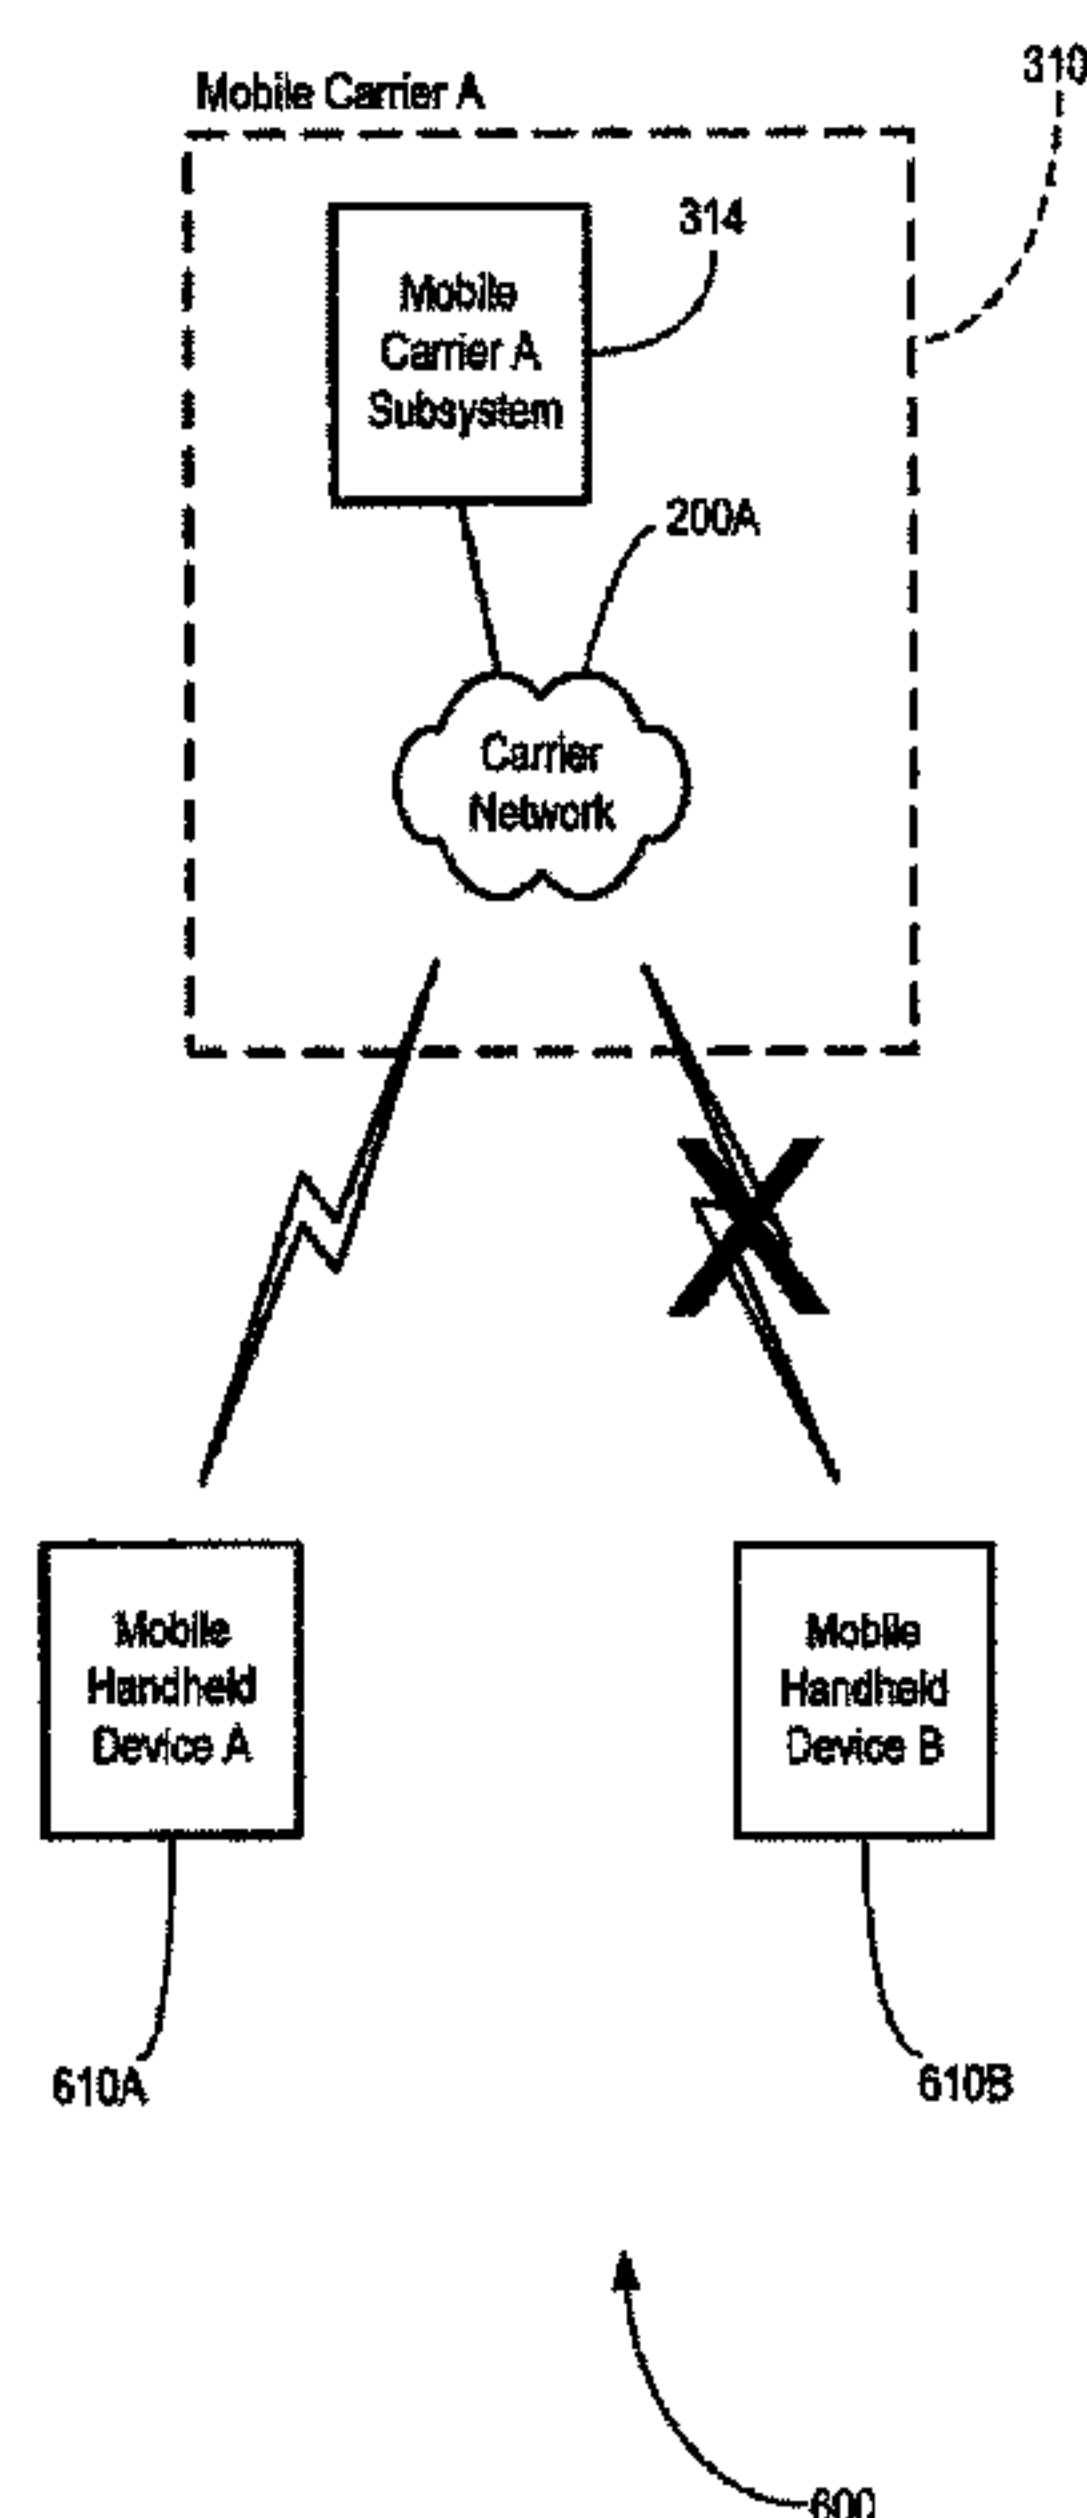 Mobile Carrier A
310
314
Mobile
Carrier A
Subsystem
200A
Carrier
Network
Mobile
Handheld
Device A
Mobile
Handheld
Device B
610A
610B
600